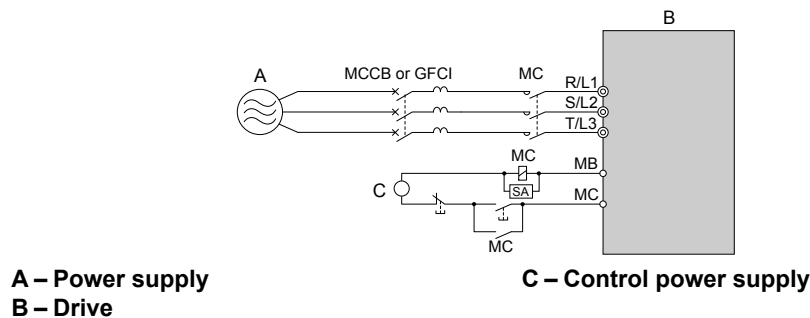 B
A
MCCB or GFCI
MC
R/L1
S/L2
T/L3
MC
MB
C
SA
MC
MC
A – Power supply
B – Drive
C – Control power supply